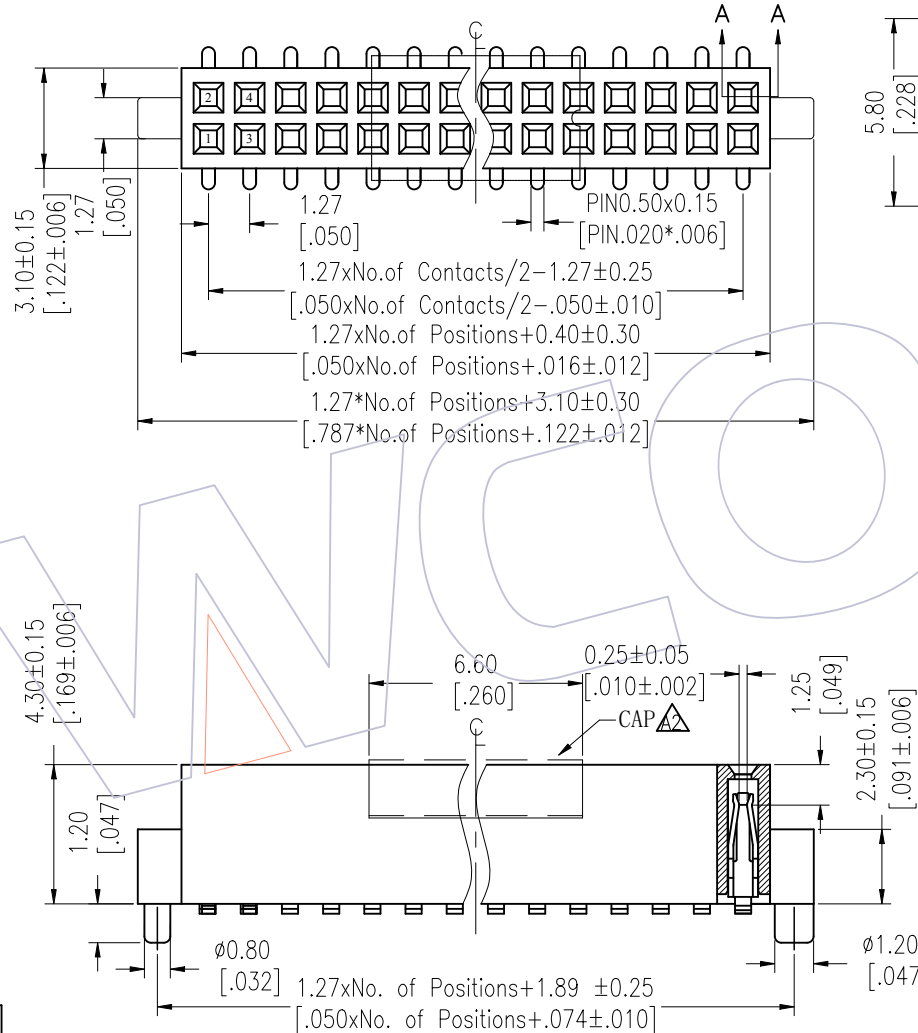 A A
C
L
5.80
[.228]
2 4
1 3
3.10±0.15
[.122±.006]
1.27
[.050]
1.27
[.050]
PIN0.50x0.15
[PIN.020*.006]
1.27xNo.of Contacts/2-1.27±0.25
[.050xNo.of Contacts/2-.050±.010]
1.27xNo.of Positions+0.40±0.30
[.050xNo.of Positions+.016±.012]
1.27*No.of Positions+3.10±0.30
[.787*No.of Positions+.122±.012]
WCO
4.30±0.15
[.169±.006]
6.60
[.260]
0.25±0.05
[.010±.002]
1.25
[.049]
CAP A2
C
L
2.30±0.15
[.091±.006]
1.20
[.047]
ø0.80
[.032]
ø1.20
[.047
1.27xNo. of Positions+1.89 ±0.25
[.050xNo. of Positions+.074±.010]